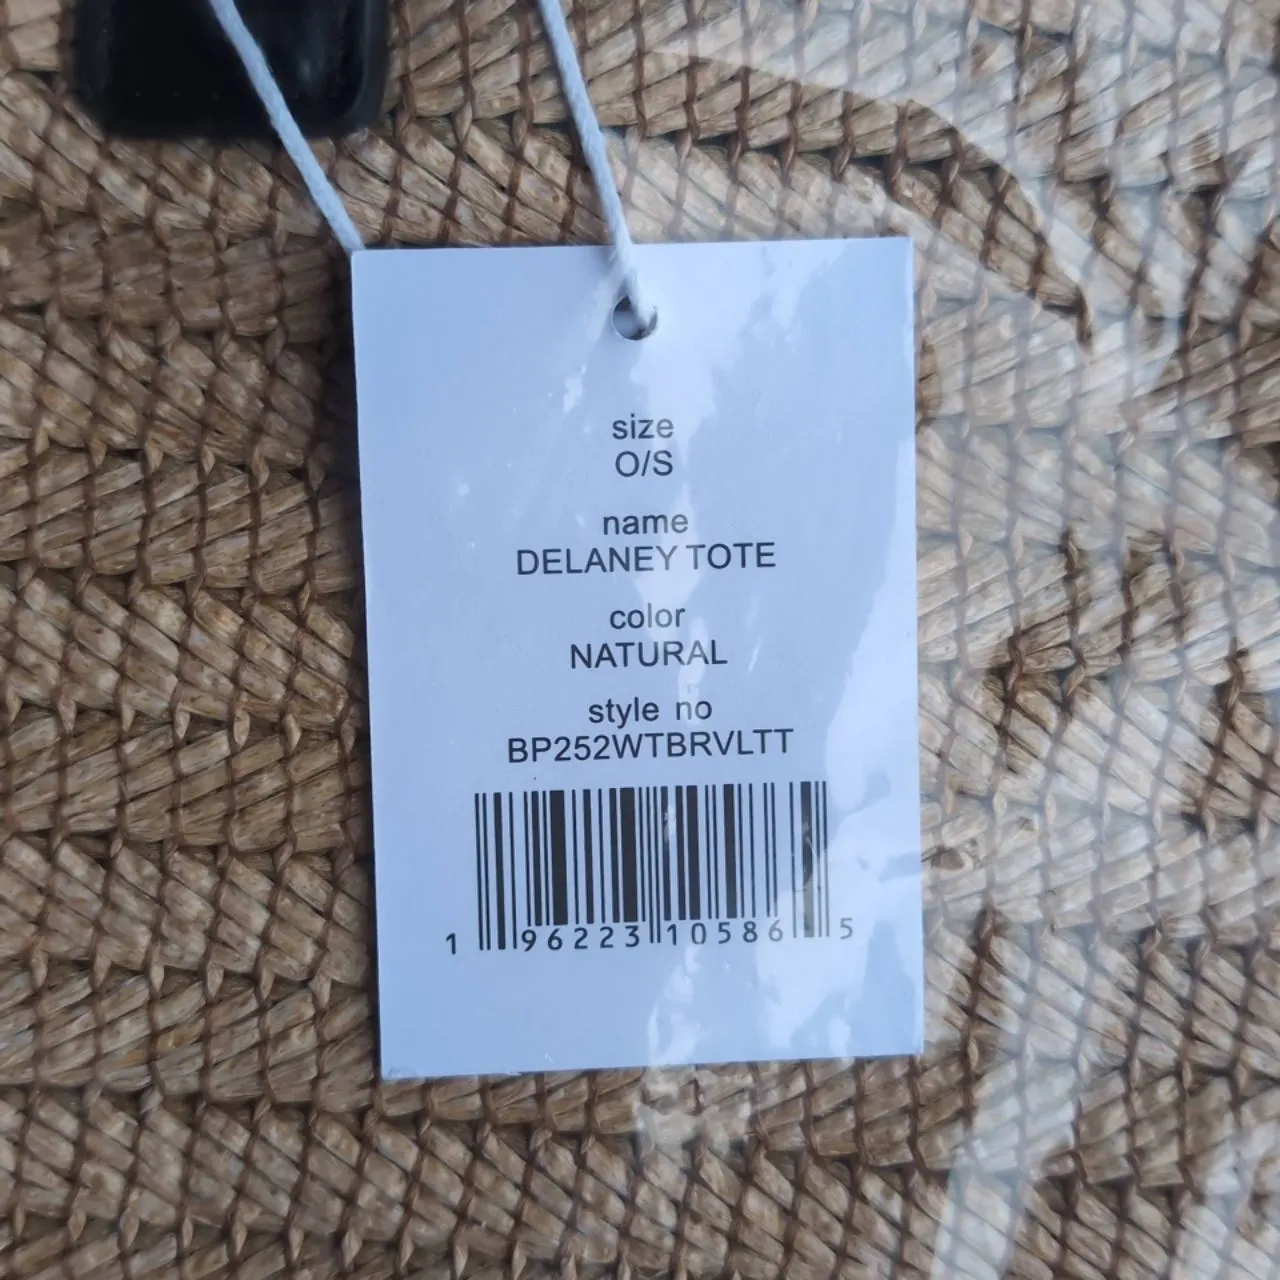 size
O/S
name
DELANEY TOTE
color
NATURAL
style no
BP252WTBRVLTT
1 96223 10586 5